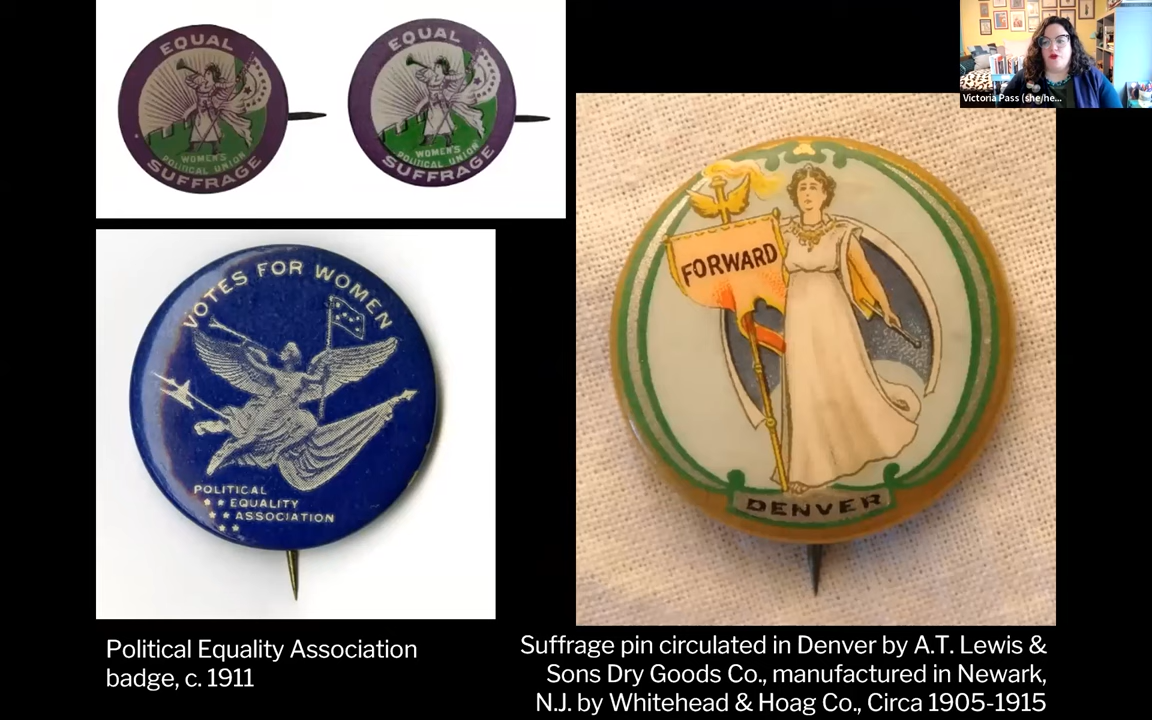 EQUAL
WOMEN'S
POLITICAL UNION
SUFFRAGE
EQUAL
WOMEN'S
POLITICAL UNION
SUFFRAGE
Victoria Pass (she/he...
VOTES FOR WOMEN
POLITICAL
EQUALITY
ASSOCIATION
FORWARD
DENVER
Political Equality Association
badge, c. 1911
Suffrage pin circulated in Denver by A.T. Lewis &
Sons Dry Goods Co., manufactured in Newark,
N.J. by Whitehead & Hoag Co., Circa 1905-1915